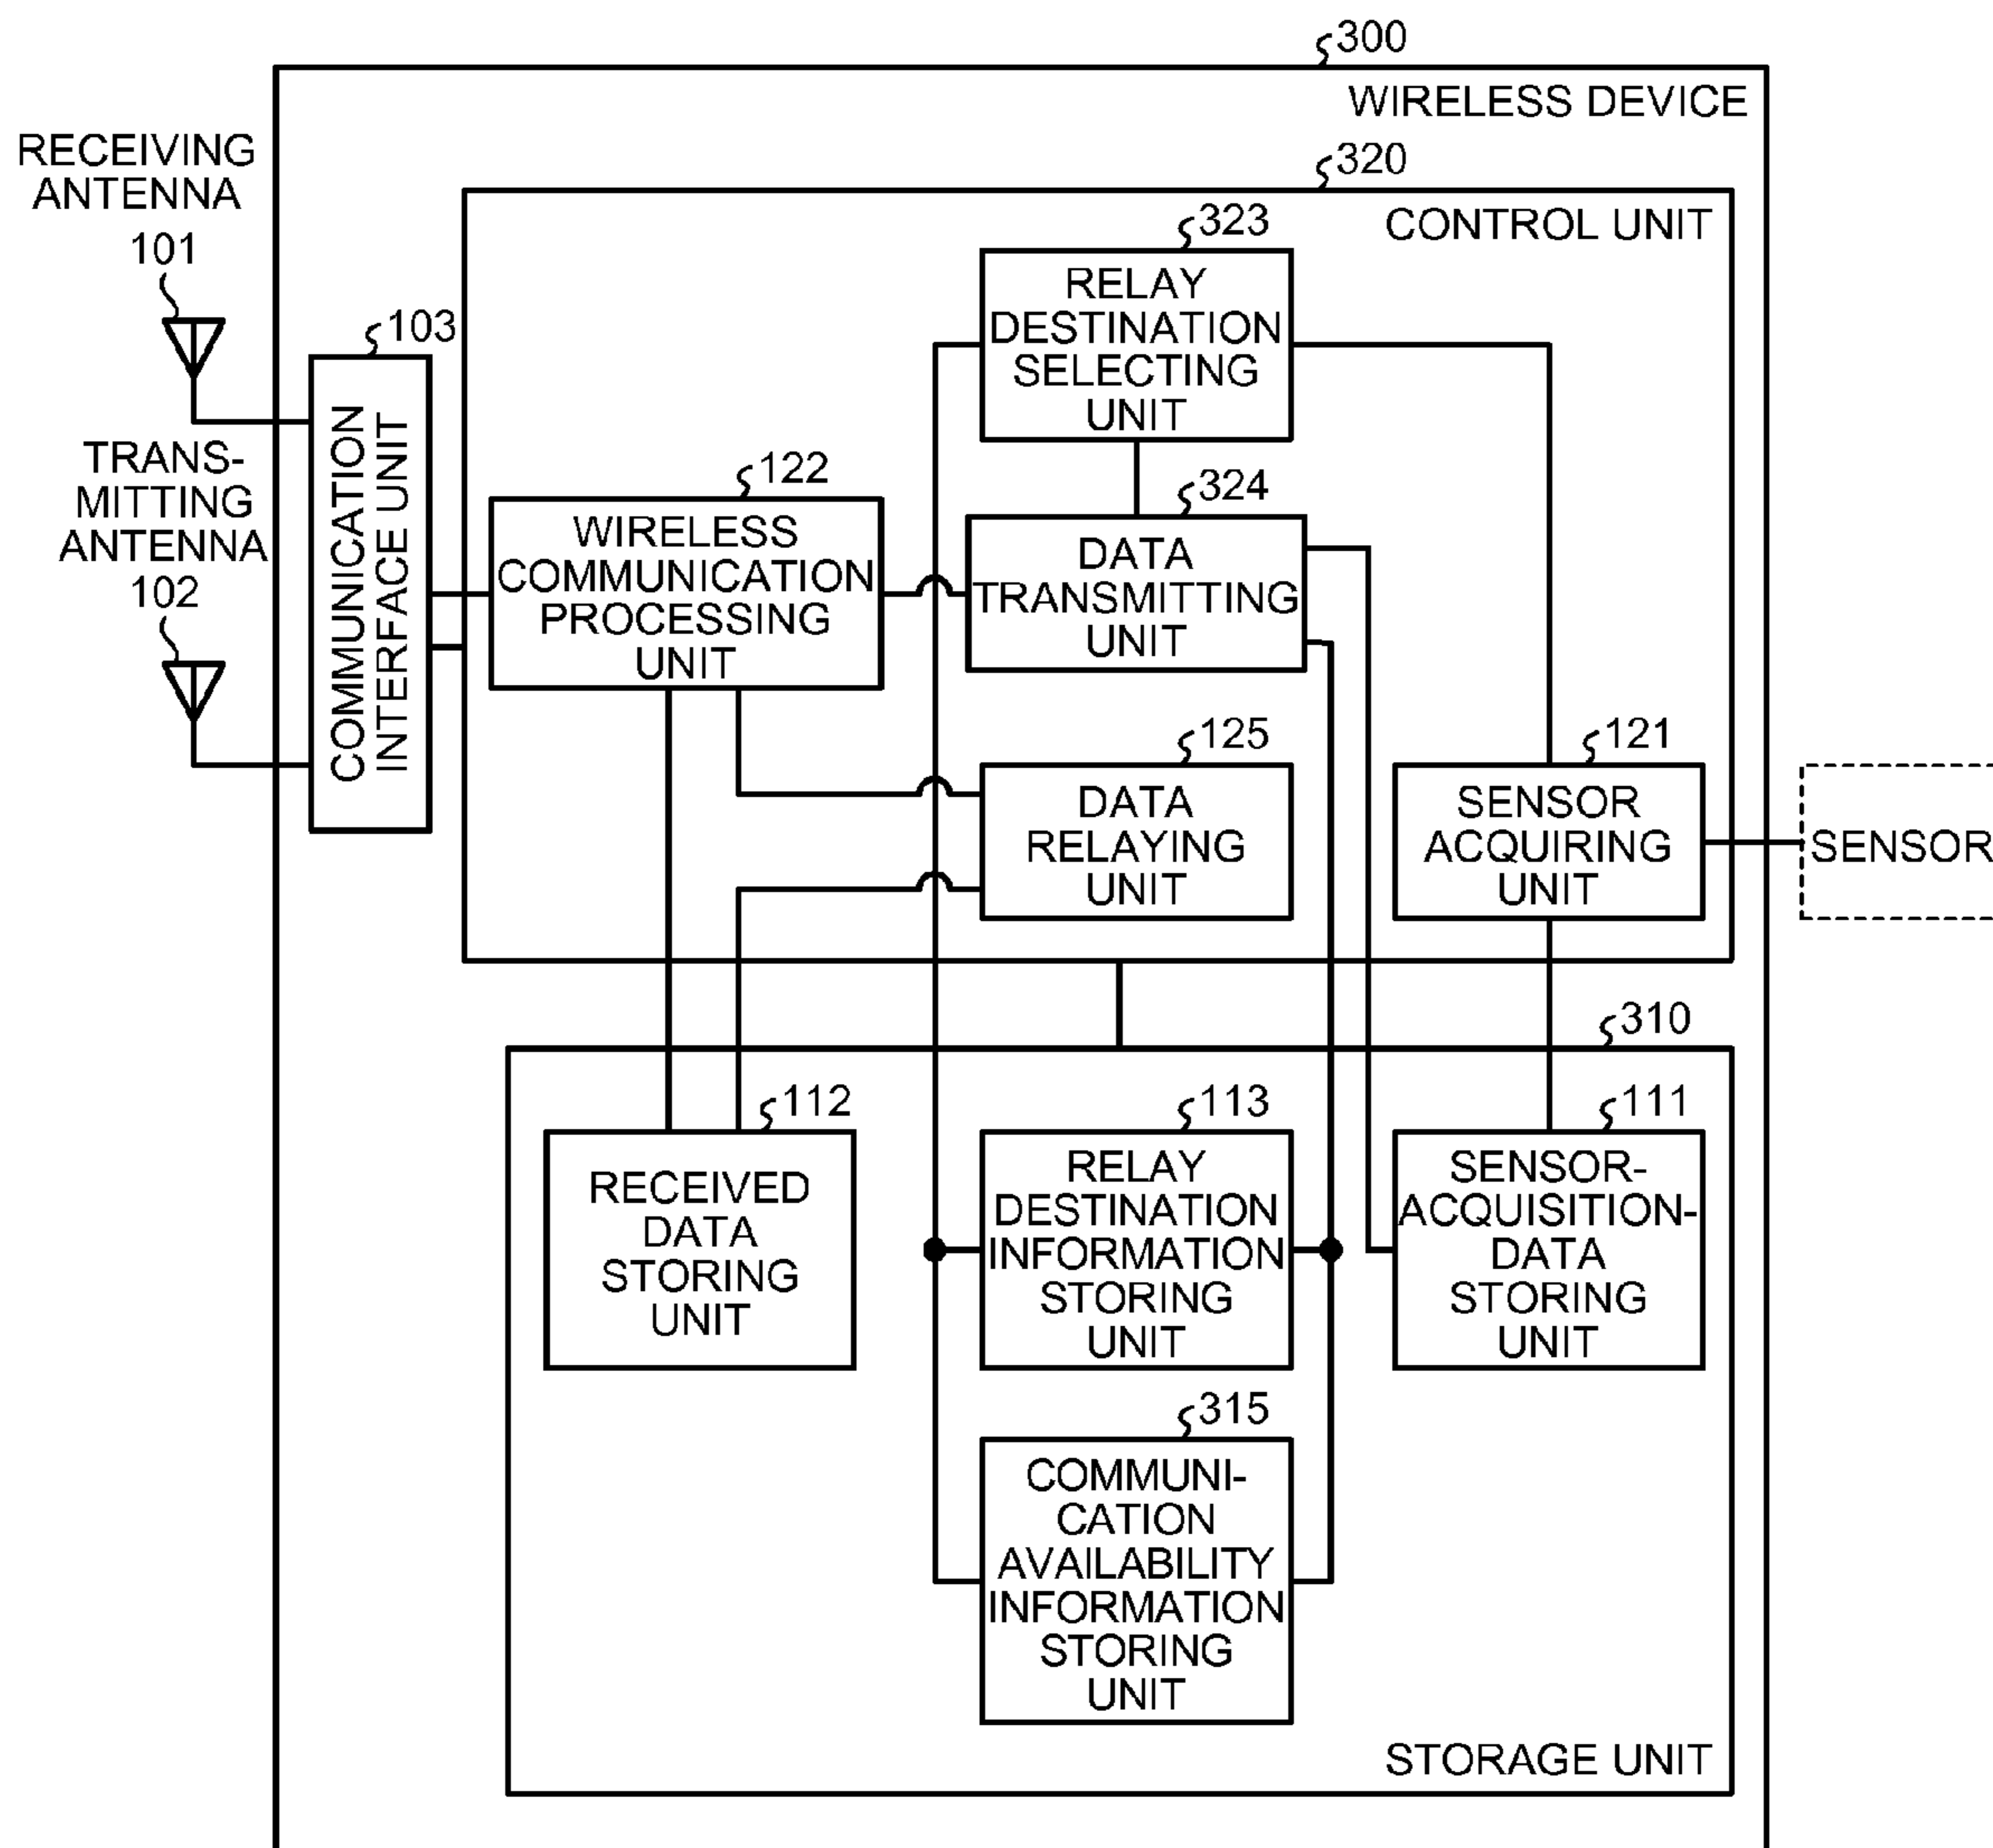 300
WIRELESS DEVICE
RECEIVING
ANTENNA
101
320
CONTROL UNIT
323
RELAY
DESTINATION
SELECTING
UNIT
103
COMMUNICATION
INTERFACE UNIT
TRANS-
MITTING
ANTENNA
102
122
WIRELESS
COMMUNICATION
PROCESSING
UNIT
324
DATA
TRANSMITTING
UNIT
125
DATA
RELAYING
UNIT
121
SENSOR
ACQUIRING
UNIT
SENSOR
310
112
RECEIVED
DATA
STORING
UNIT
113
RELAY
DESTINATION
INFORMATION
STORING
UNIT
111
SENSOR-
ACQUISITION-
DATA
STORING
UNIT
315
COMMUNI-
CATION
AVAILABILITY
INFORMATION
STORING
UNIT
STORAGE UNIT